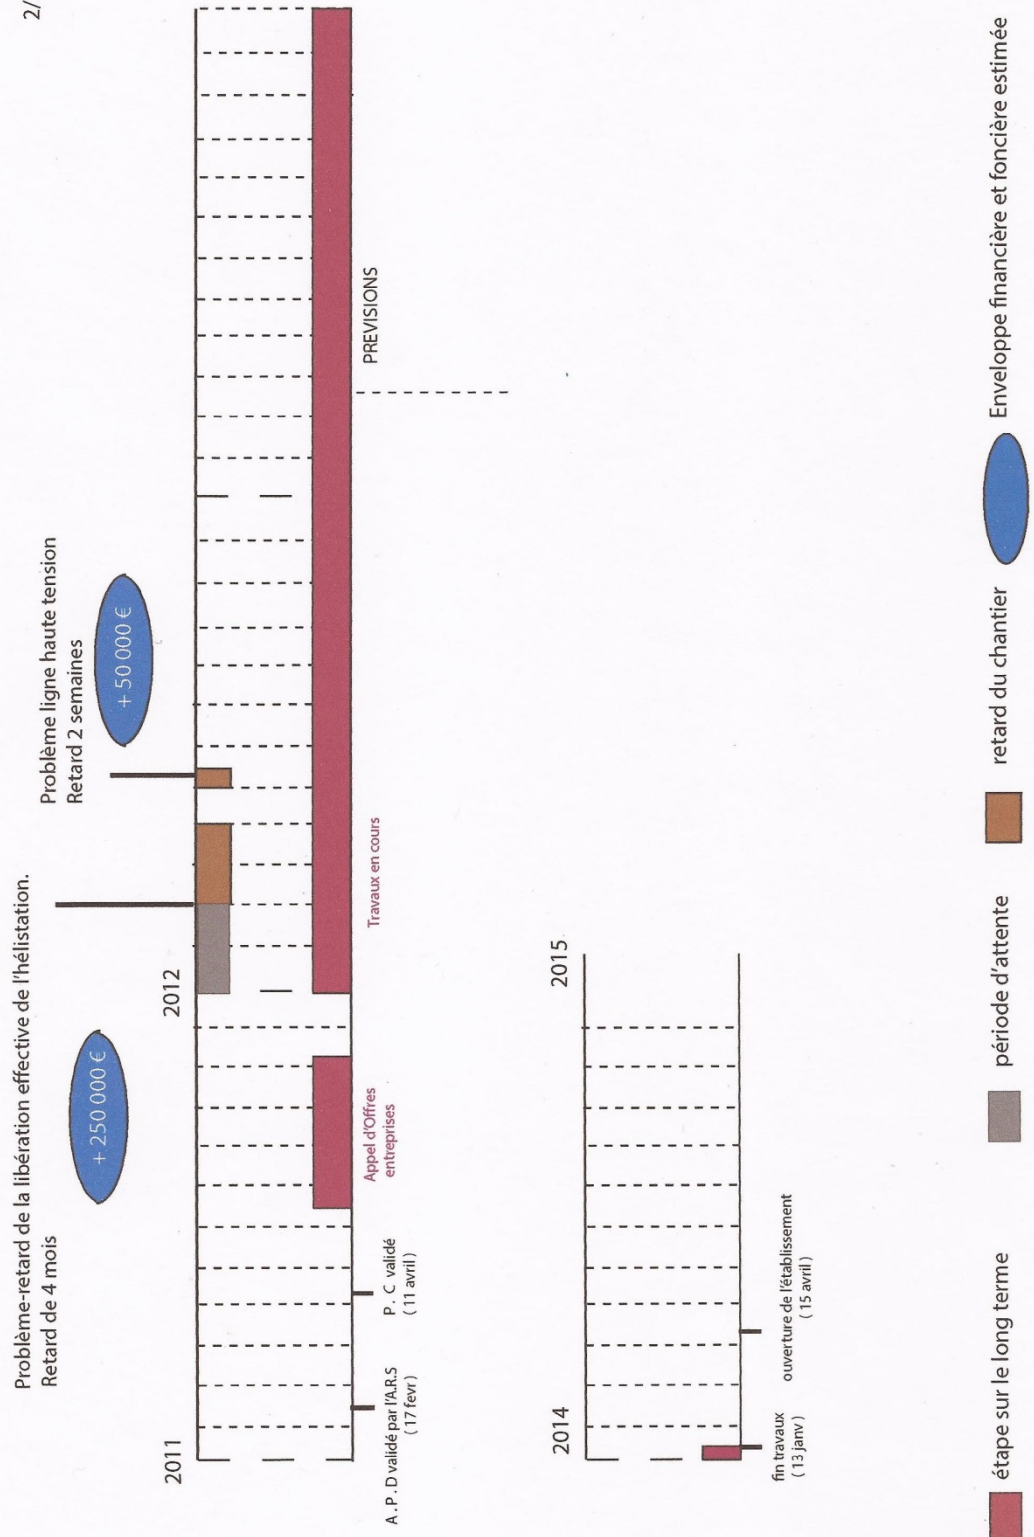 2/
Problème-retard de la libération effective de l'hélistation.
Retard de 4 mois
+ 250 000 €
Problème ligne haute tension
Retard 2 semaines
+ 50 000 €
2011
2012
A . P . D validé par l'A.R.S
( 17 fevr )
P . C validé
( 11 avril )
Appel d'Offres
entreprises
Travaux en cours
PREVISIONS
2014
2015
fin travaux
( 13 janv )
ouverture de l'établissement
( 15 avril )
étape sur le long terme
période d'attente
retard du chantier
Enveloppe financière et foncière estimée